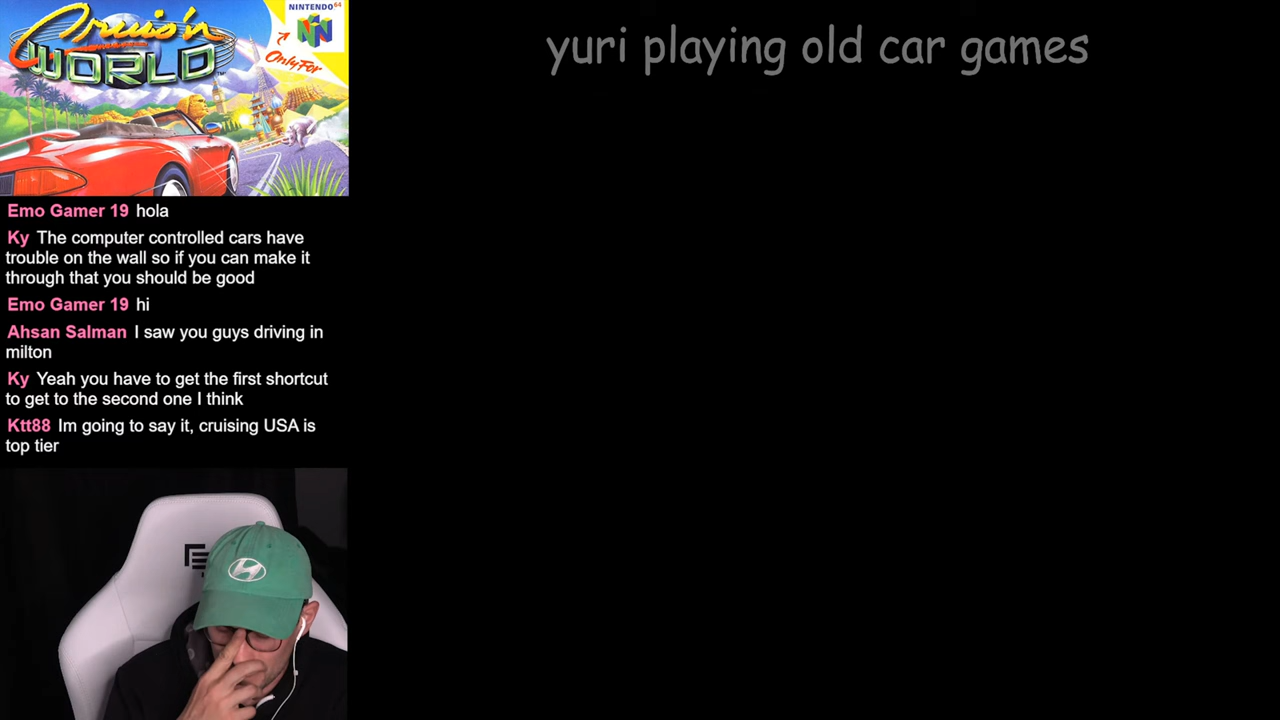 Cruis'n
WORLD
NINTENDO 64
Only For
yuri playing old car games
Emo Gamer 19 hola
Ky The computer controlled cars have
trouble on the wall so if you can make it
through that you should be good
Emo Gamer 19 hi
Ahsan Salman I saw you guys driving in
milton
Ky Yeah you have to get the first shortcut
to get to the second one I think
Ktt88 Im going to say it, cruising USA is
top tier